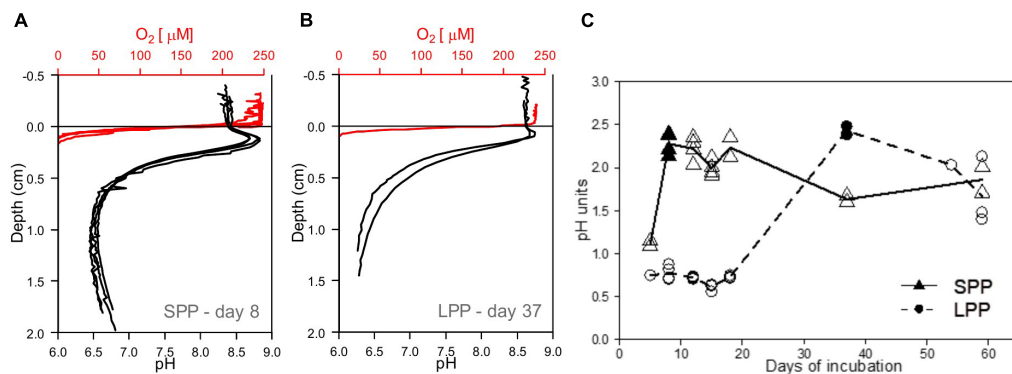 A
O2 [ μM]
0 50 100 150 200 250
-0.5
0.0
0.5
1.0
1.5
2.0
Depth (cm)
SPP - day 8
6.0 6.5 7.0 7.5 8.0 8.5 9.0
pH
B
O2 [ μM]
0 50 100 150 200 250
-0.5
0.0
0.5
1.0
1.5
2.0
Depth (cm)
LPP - day 37
6.0 6.5 7.0 7.5 8.0 8.5 9.0
pH
C
3.0
2.5
2.0
1.5
1.0
0.5
0.0
pH units
SPP
LPP
0 10 20 30 40 50 60
Days of incubation